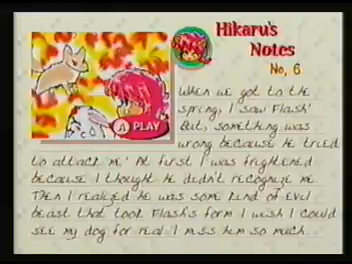 Hikaru's
Notes
No. 6
A PLAY
When we got to the
spring, I saw Flash!
But, something was
wrong because he tried
to attack me! At first I was frightened
because I thought he didn't recognize me.
Then I realized he was some kind of evil
beast that took Flash's form I wish I could
see my dog for real I miss him so much.